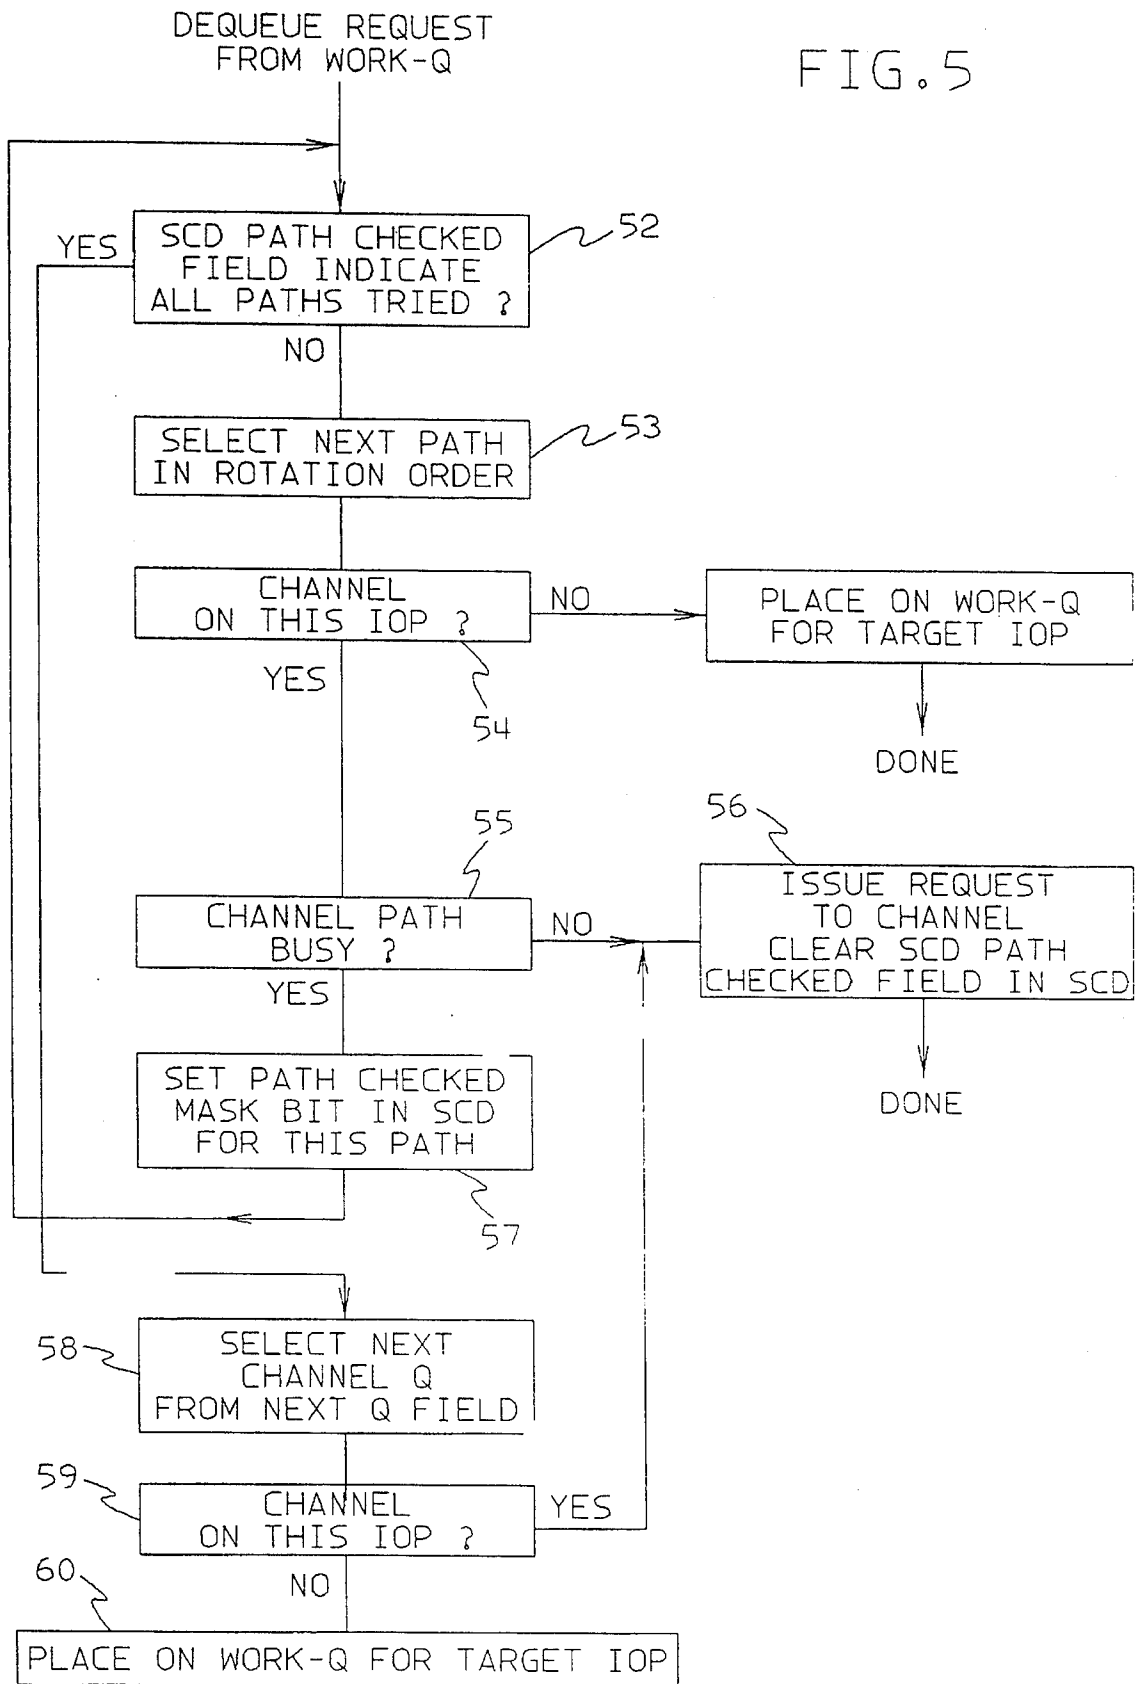 DEQUEUE REQUEST
FROM WORK-Q
FIG.5
YES
SCD PATH CHECKED
FIELD INDICATE
ALL PATHS TRIED ?
52
NO
SELECT NEXT PATH
IN ROTATION ORDER
53
CHANNEL
ON THIS IOP ?
NO
PLACE ON WORK-Q
FOR TARGET IOP
YES
54
DONE
55
56
CHANNEL PATH
BUSY ?
NO
ISSUE REQUEST
TO CHANNEL
CLEAR SCD PATH
CHECKED FIELD IN SCD
YES
SET PATH CHECKED
MASK BIT IN SCD
FOR THIS PATH
DONE
57
58
SELECT NEXT
CHANNEL Q
FROM NEXT Q FIELD
59
CHANNEL
ON THIS IOP ?
YES
60
NO
PLACE ON WORK-Q FOR TARGET IOP